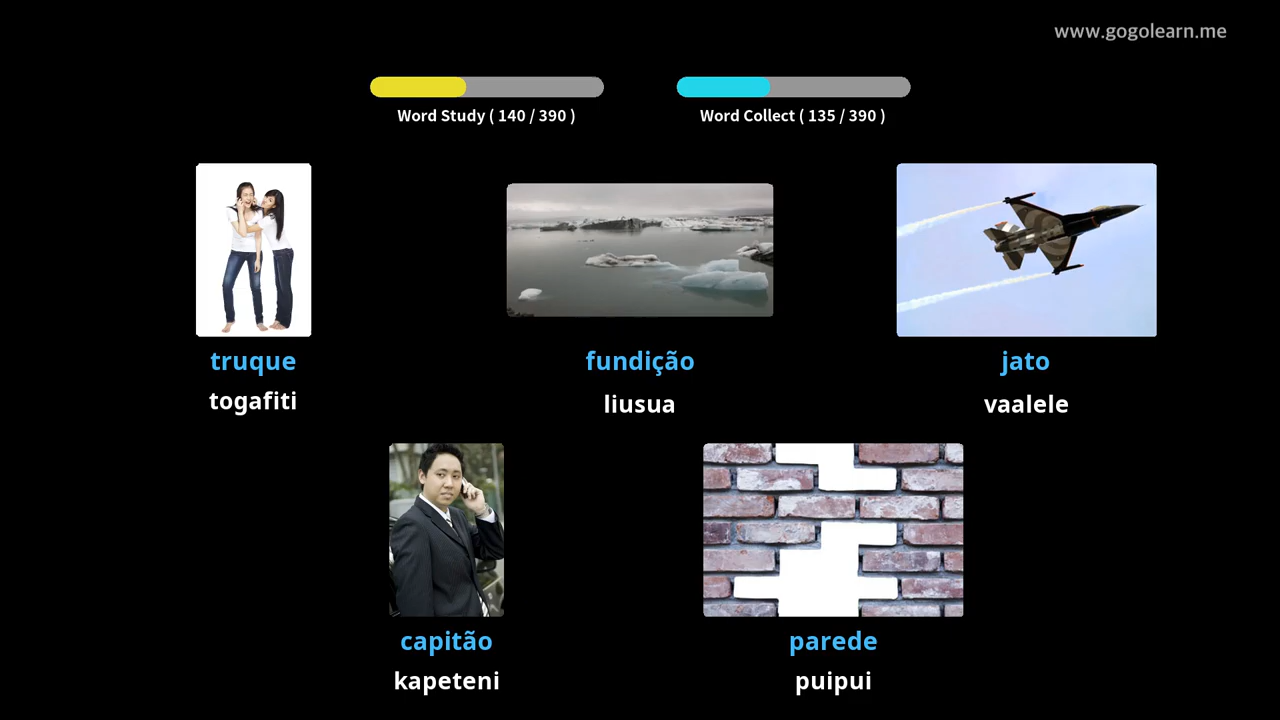 www.gogolearn.me
Word Study ( 140 / 390 )
Word Collect ( 135 / 390 )
truque
togafiti
fundição
liusua
jato
vaalele
capitão
kapeteni
parede
puipui